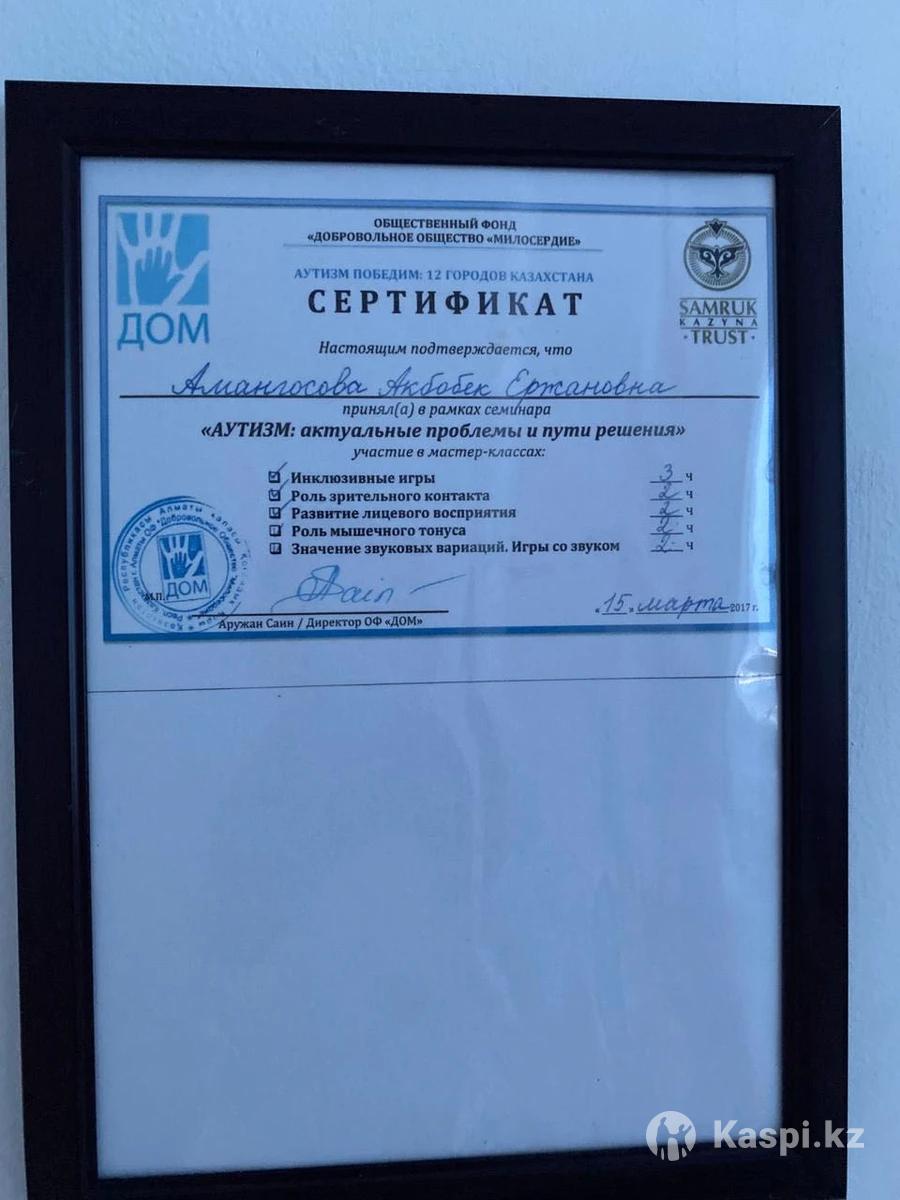 ОБЩЕСТВЕННЫЙ ФОНД
«ДОБРОВОЛЬНОЕ ОБЩЕСТВО «МИЛОСЕРДИЕ»
АУТИЗМ ПОБЕДИМ: 12 ГОРОДОВ КАЗАХСТАНА
СЕРТИФИКАТ
ДОМ
SAMRUK
KAZYNA
·TRUST·
Настоящим подтверждается, что
Амангосова Акбобек Ержановна
принял(а) в рамках семинара
«АУТИЗМ: актуальные проблемы и пути решения»
участие в мастер-классах:
Инклюзивные игры 3 ч
Роль зрительного контакта 2 ч
Развитие лицевого восприятия 2 ч
Роль мышечного тонуса 2 ч
Значение звуковых вариаций. Игры со звуком 2 ч
ДОМ
М.П.
«15» марта 2017 г.
Аружан Саин / Директор ОФ «ДОМ»
Kaspi.kz